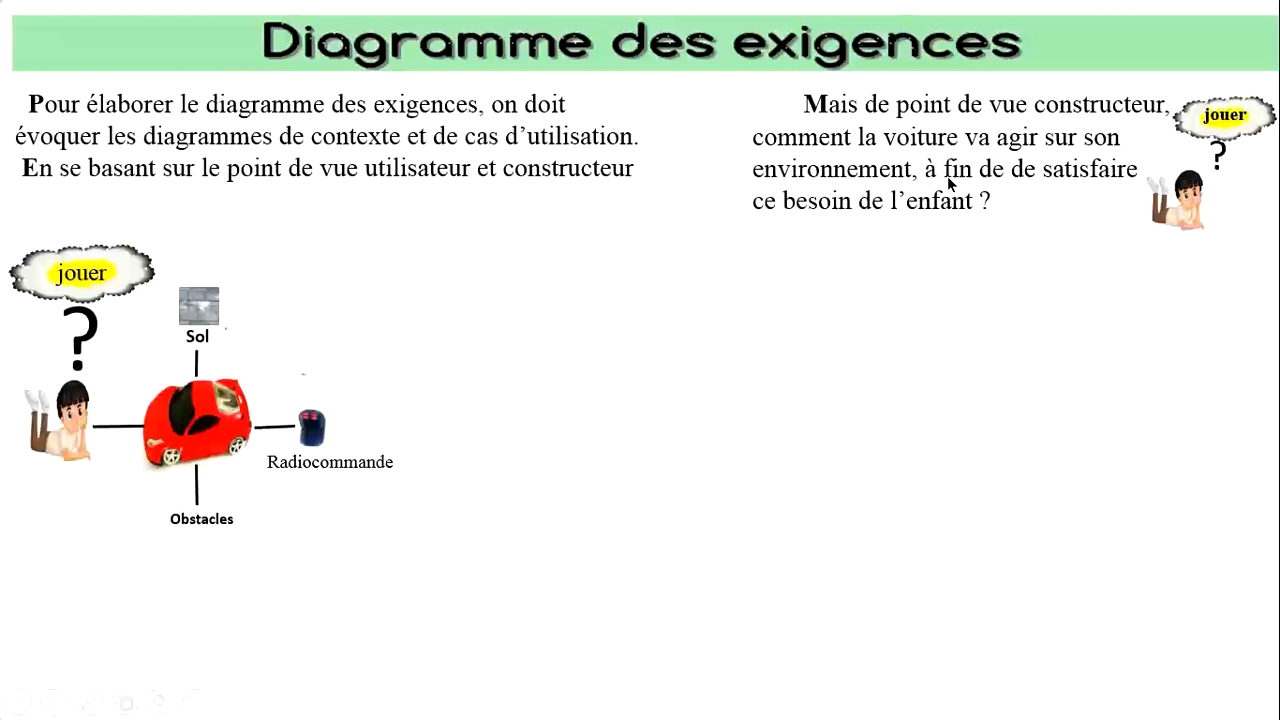 Diagramme des exigences
Pour élaborer le diagramme des exigences, on doit
évoquer les diagrammes de contexte et de cas d’utilisation.
En se basant sur le point de vue utilisateur et constructeur
Mais de point de vue constructeur,
comment la voiture va agir sur son
environnement, à fin de de satisfaire
ce besoin de l’enfant ?
jouer
?
jouer
?
Sol
Radiocommande
Obstacles